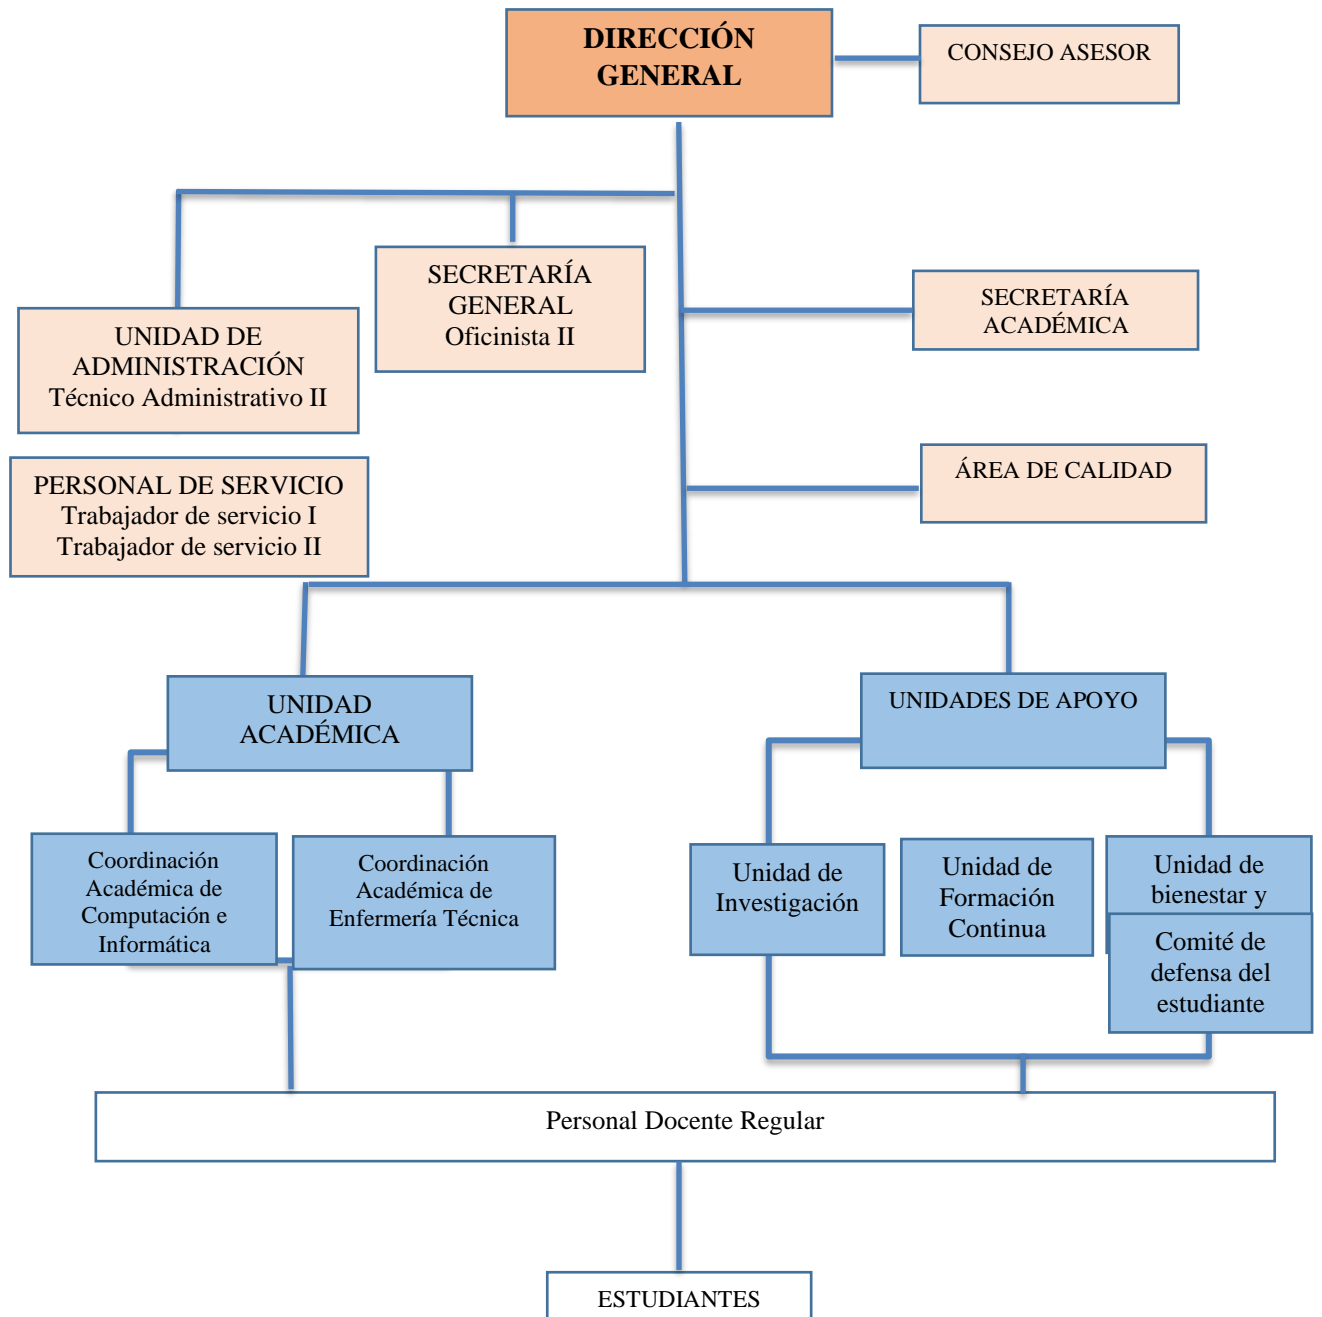 DIRECCIÓN
GENERAL
CONSEJO ASESOR
SECRETARÍA
GENERAL
Oficinista II
SECRETARÍA
ACADÉMICA
UNIDAD DE
ADMINISTRACIÓN
Técnico Administrativo II
PERSONAL DE SERVICIO
Trabajador de servicio I
Trabajador de servicio II
ÁREA DE CALIDAD
UNIDAD
ACADÉMICA
UNIDADES DE APOYO
Coordinación
Académica de
Computación e
Informática
Coordinación
Académica de
Enfermería Técnica
Unidad de
Investigación
Unidad de
Formación
Continua
Unidad de
bienestar y
Comité de
defensa del
estudiante
Personal Docente Regular
ESTUDIANTES